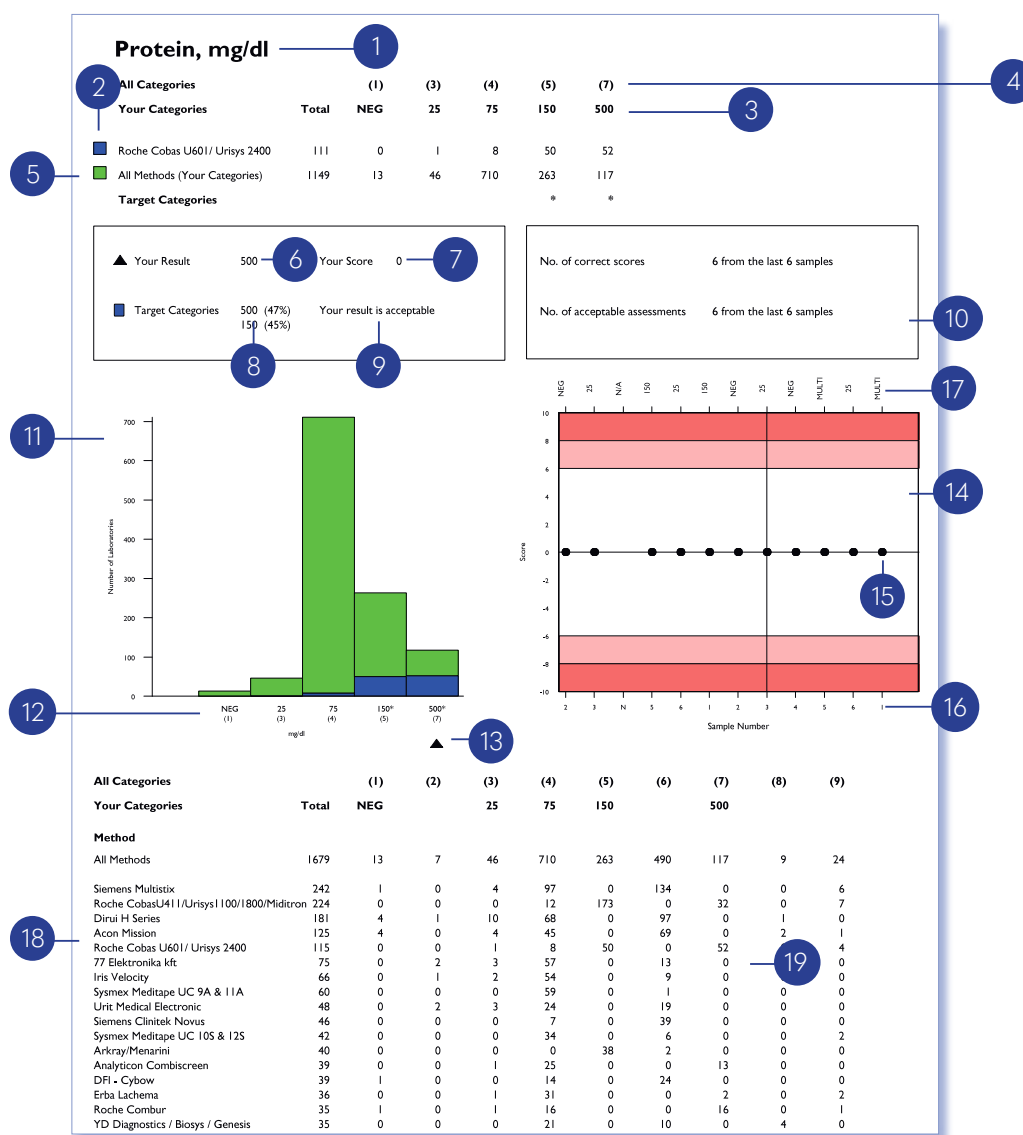 Protein, mg/dl 1
2 All Categories (1) (3) (4) (5) (7) 4
Your Categories Total NEG 25 75 150 500 3
Roche Cobas U601/ Urisys 2400 111 0 1 8 50 52
5 All Methods (Your Categories) 1149 13 46 710 263 117
Target Categories * *
Your Result 500 6 Your Score 0 7
Target Categories 500 (47%) Your result is acceptable
150 (45%)
8 9
No. of correct scores 6 from the last 6 samples
No. of acceptable assessments 6 from the last 6 samples
10
11
700
600
500
400
300
200
100
0
Number of Laboratories
12
NEG 25 75 150* 500*
(1) (3) (4) (5) (7)
mg/dl
13
NEG 25 N/A 150 25 150 NEG 25 NEG MULTI 25 MULTI 17
10
8
6
4
2
0
-2
-4
-6
-8
-10
Score
14
15
2 3 N 5 6 1 2 3 4 5 6 1 16
Sample Number
All Categories (1) (2) (3) (4) (5) (6) (7) (8) (9)
Your Categories Total NEG 25 75 150 500
Method
All Methods 1679 13 7 46 710 263 490 117 9 24
Siemens Multistix 242 1 0 4 97 0 134 0 0 6
Roche CobasU411/Urisys1100/1800/Miditron 224 0 0 0 12 173 0 32 0 7
Dirui H Series 181 4 1 10 68 0 97 0 1 0
Acon Mission 125 4 0 4 45 0 69 0 2 1
18 Roche Cobas U601/ Urisys 2400 115 0 0 1 8 50 0 52 4
77 Elektronika kft 75 0 2 3 57 0 13 0 19 0
Iris Velocity 66 0 1 2 54 0 9 0 0
Sysmex Meditape UC 9A & 11A 60 0 0 0 59 0 1 0 0 0
Urit Medical Electronic 48 0 2 3 24 0 19 0 0 0
Siemens Clinitek Novus 46 0 0 0 7 0 39 0 0 0
Sysmex Meditape UC 10S & 12S 42 0 0 0 34 0 6 0 0 2
Arkray/Menarini 40 0 0 0 0 38 2 0 0 0
Analyticon Combiscreen 39 0 0 1 25 0 0 13 0 0
DFI - Cybow 39 1 0 0 14 0 24 0 0 0
Erba Lachema 36 0 0 1 31 0 0 2 0 2
Roche Combur 35 1 0 1 16 0 0 16 0 1
YD Diagnostics / Biosys / Genesis 35 0 0 0 21 0 10 0 4 0